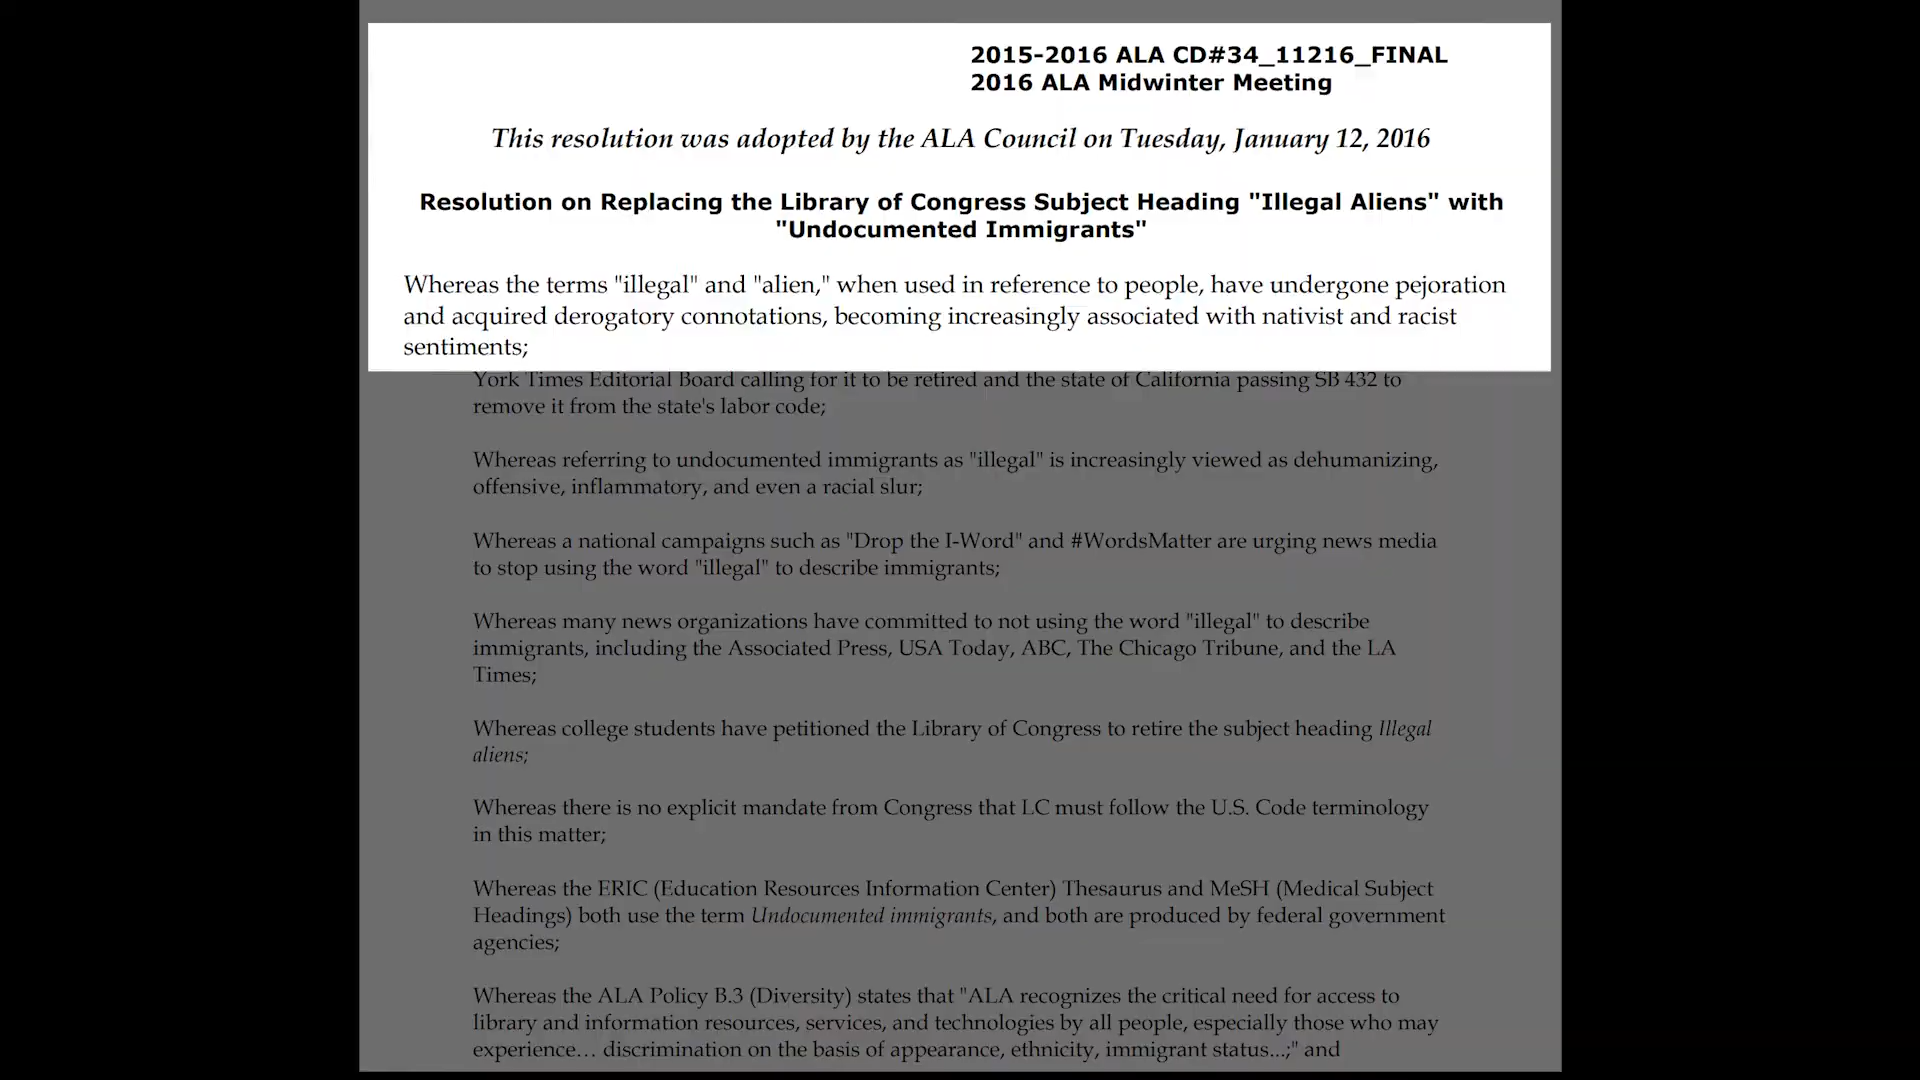 2015-2016 ALA CD#34_11216_FINAL
2016 ALA Midwinter Meeting
This resolution was adopted by the ALA Council on Tuesday, January 12, 2016
Resolution on Replacing the Library of Congress Subject Heading "Illegal Aliens" with
"Undocumented Immigrants"
Whereas the terms "illegal" and "alien," when used in reference to people, have undergone pejoration
and acquired derogatory connotations, becoming increasingly associated with nativist and racist
sentiments;
York Times Editorial Board calling for it to be retired and the state of California passing SB 432 to
remove it from the state's labor code;
Whereas referring to undocumented immigrants as "illegal" is increasingly viewed as dehumanizing,
offensive, inflammatory, and even a racial slur;
Whereas a national campaigns such as "Drop the I-Word" and #WordsMatter are urging news media
to stop using the word "illegal" to describe immigrants;
Whereas many news organizations have committed to not using the word "illegal" to describe
immigrants, including the Associated Press, USA Today, ABC, The Chicago Tribune, and the LA
Times;
Whereas college students have petitioned the Library of Congress to retire the subject heading Illegal
aliens;
Whereas there is no explicit mandate from Congress that LC must follow the U.S. Code terminology
in this matter;
Whereas the ERIC (Education Resources Information Center) Thesaurus and MeSH (Medical Subject
Headings) both use the term Undocumented immigrants, and both are produced by federal government
agencies;
Whereas the ALA Policy B.3 (Diversity) states that "ALA recognizes the critical need for access to
library and information resources, services, and technologies by all people, especially those who may
experience… discrimination on the basis of appearance, ethnicity, immigrant status...;" and